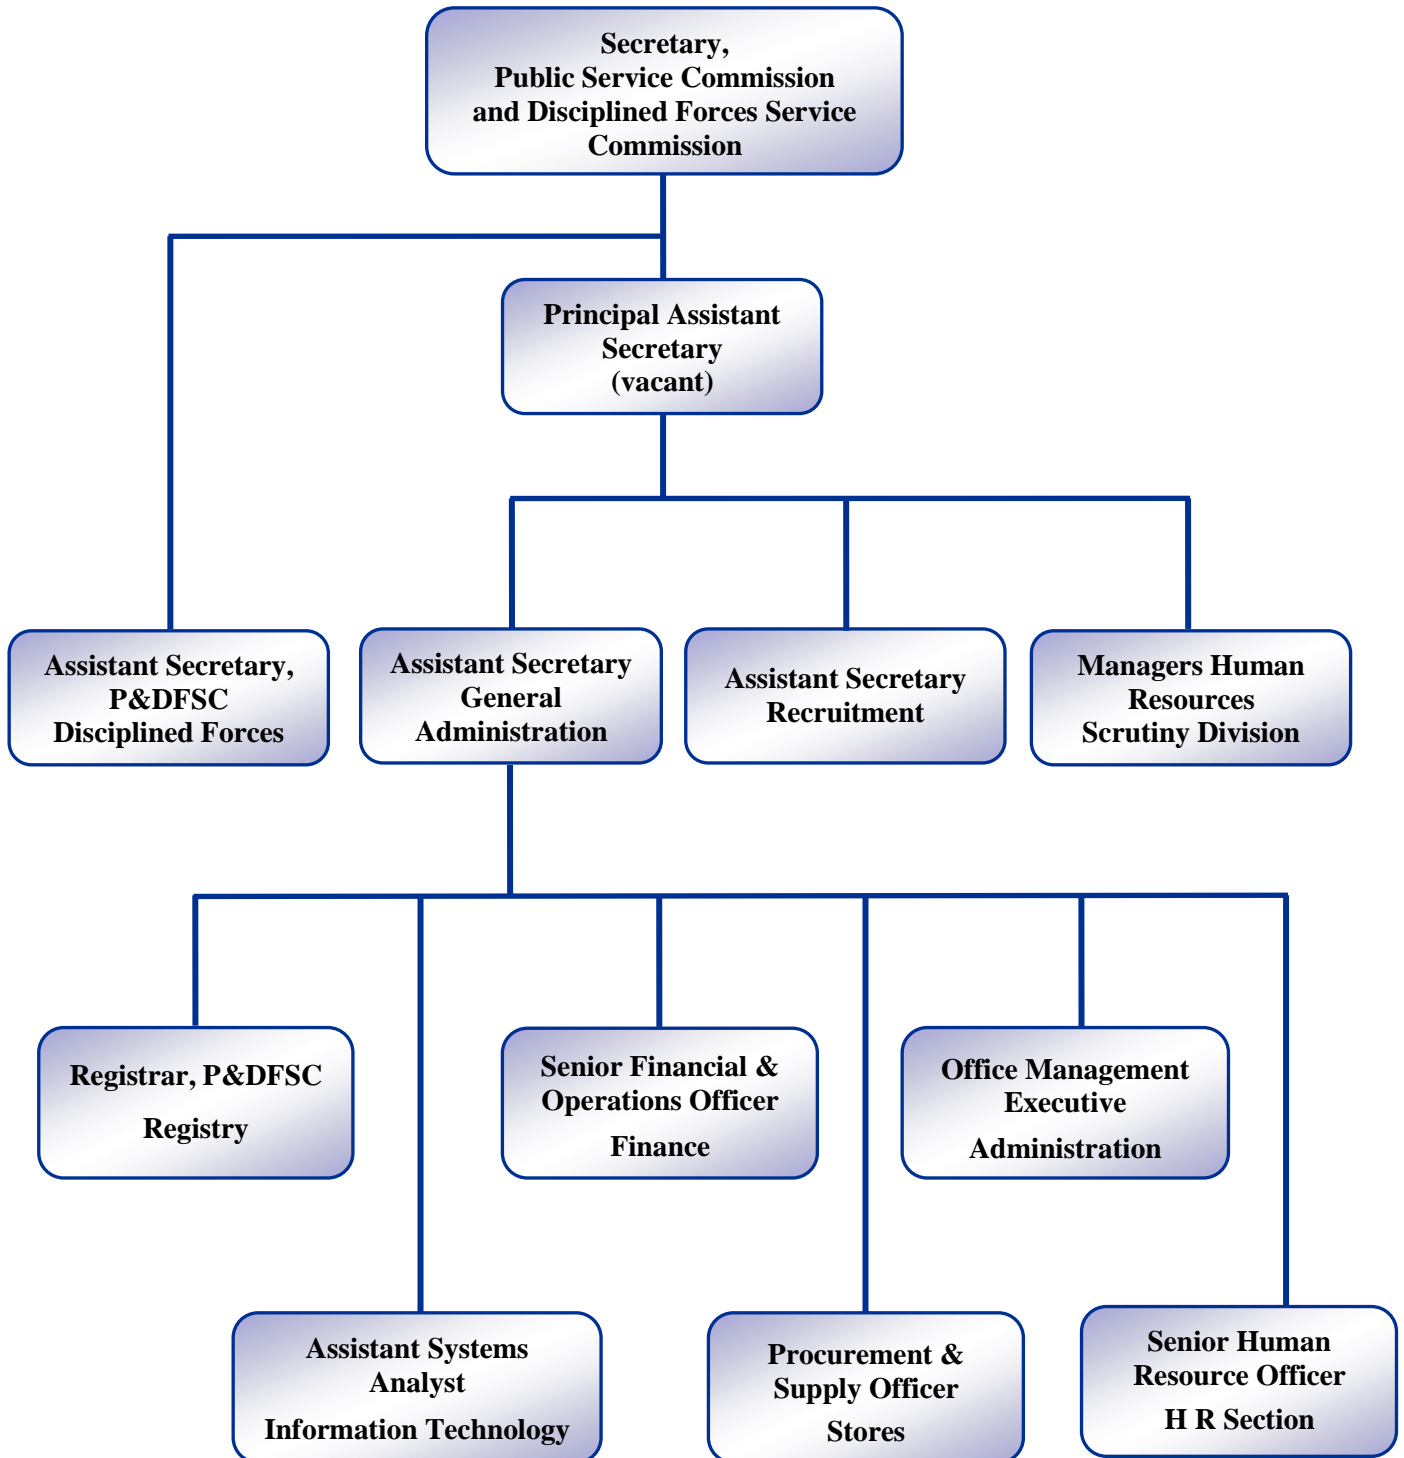 Secretary,
Public Service Commission
and Disciplined Forces Service
Commission
Principal Assistant
Secretary
(vacant)
Assistant Secretary,
P&DFSC
Disciplined Forces
Assistant Secretary
General
Administration
Assistant Secretary
Recruitment
Managers Human
Resources
Scrutiny Division
Registrar, P&DFSC
Registry
Senior Financial &
Operations Officer
Finance
Office Management
Executive
Administration
Assistant Systems
Analyst
Information Technology
Procurement &
Supply Officer
Stores
Senior Human
Resource Officer
H R Section